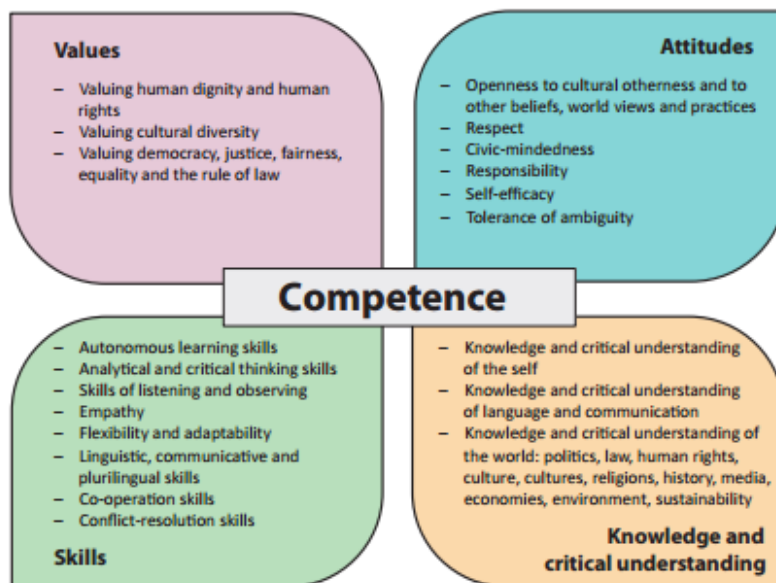 Values
– Valuing human dignity and human
rights
– Valuing cultural diversity
– Valuing democracy, justice, fairness,
equality and the rule of law
Attitudes
– Openness to cultural otherness and to
other beliefs, world views and practices
– Respect
– Civic-mindedness
– Responsibility
– Self-efficacy
– Tolerance of ambiguity
Competence
– Autonomous learning skills
– Analytical and critical thinking skills
– Skills of listening and observing
– Empathy
– Flexibility and adaptability
– Linguistic, communicative and
plurilingual skills
– Co-operation skills
– Conflict-resolution skills
Skills
– Knowledge and critical understanding
of the self
– Knowledge and critical understanding
of language and communication
– Knowledge and critical understanding of
the world: politics, law, human rights,
culture, cultures, religions, history, media,
economies, environment, sustainability
Knowledge and
critical understanding